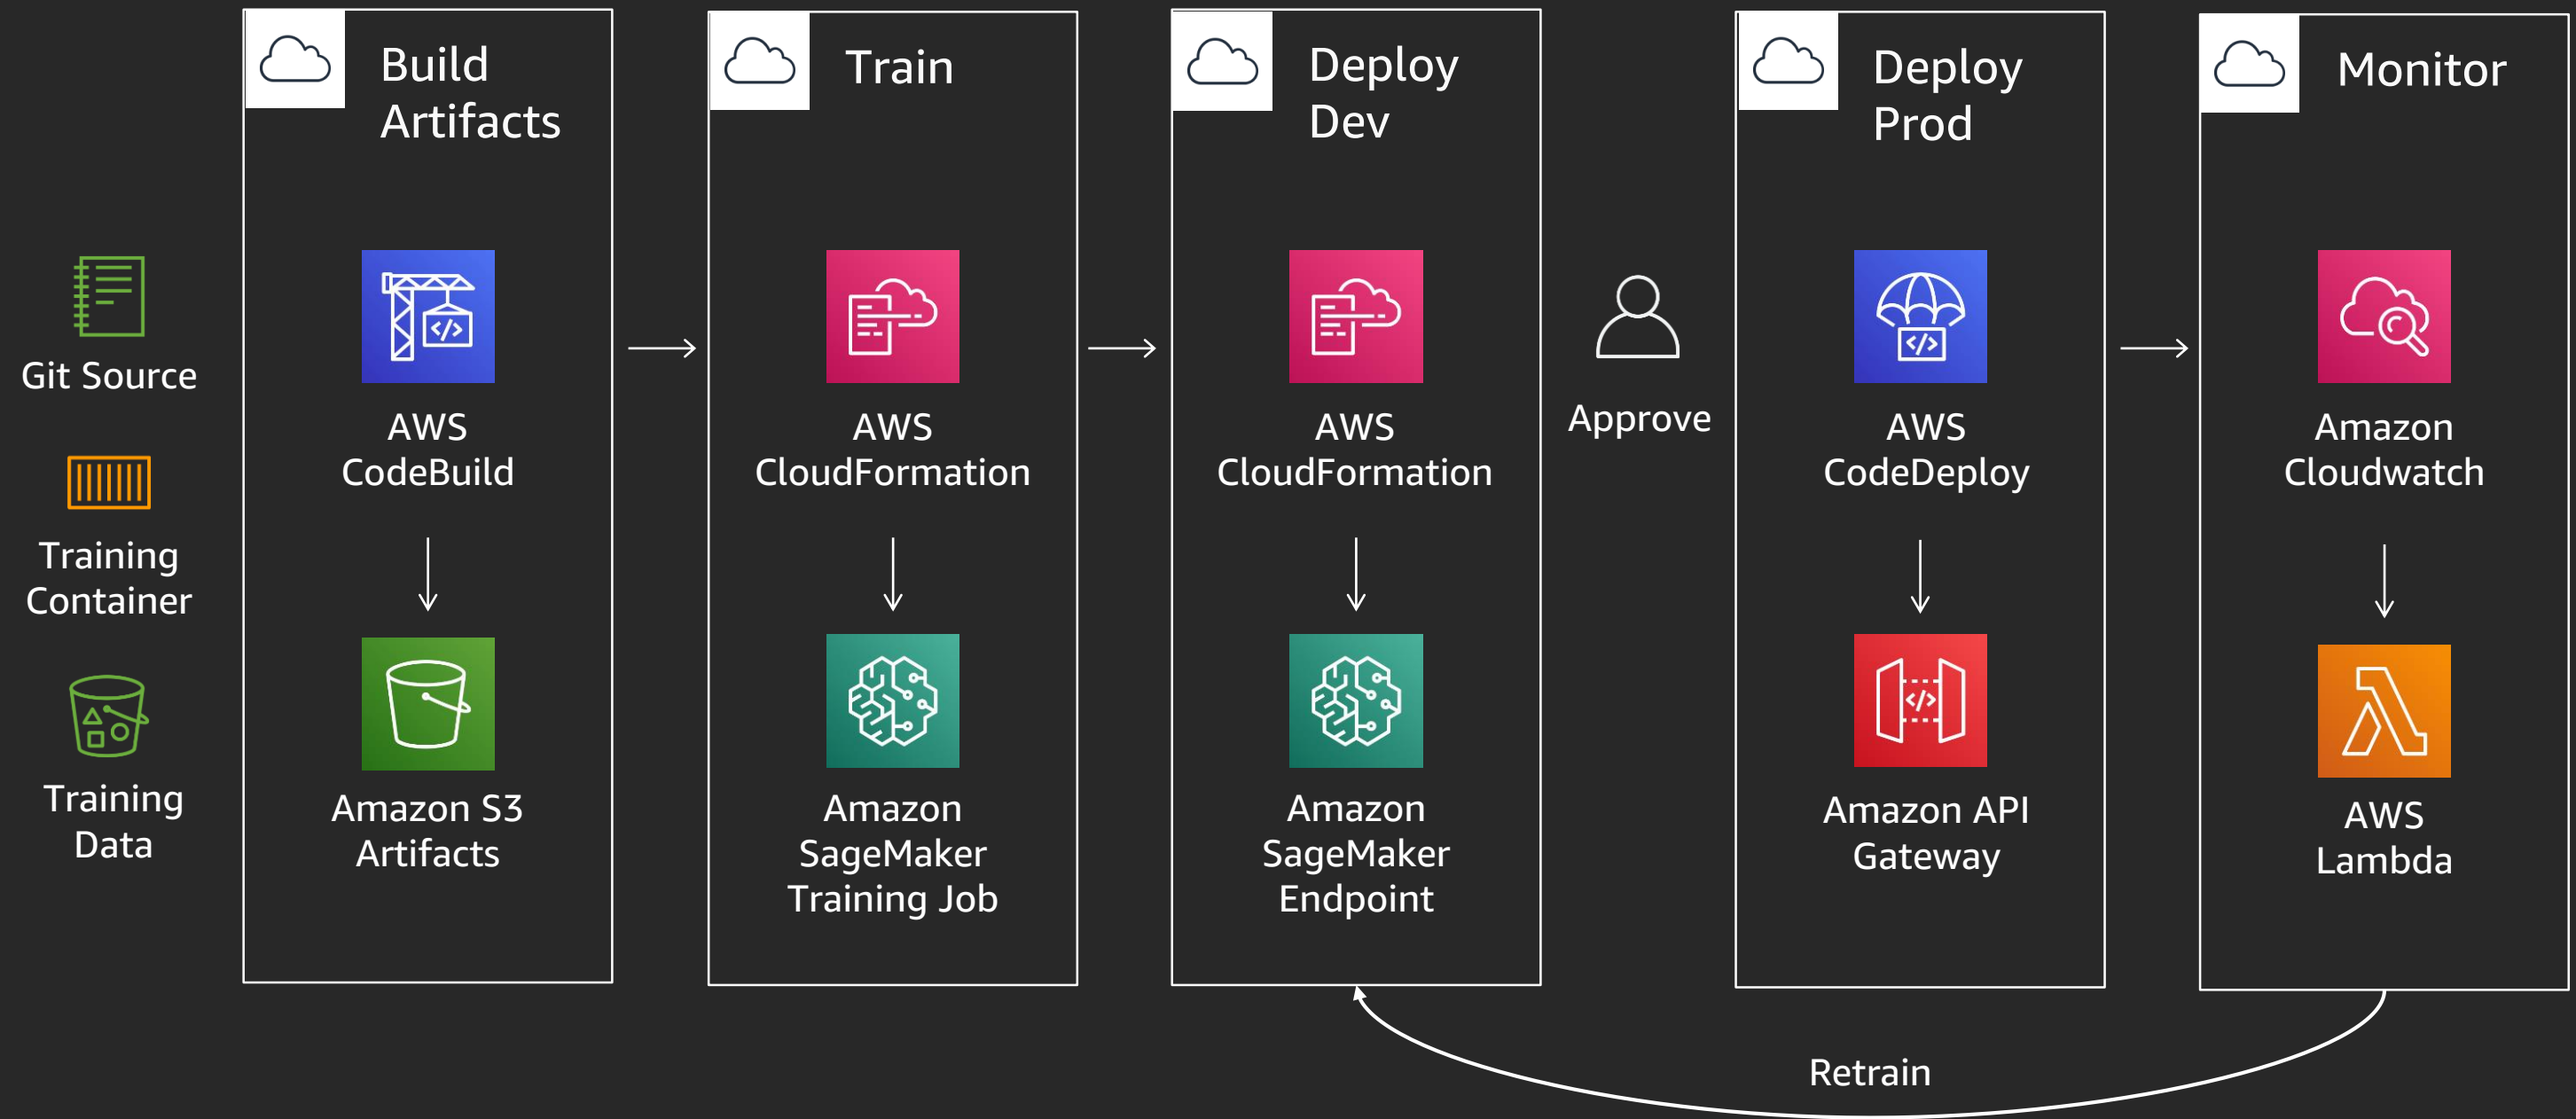 Build
Artifacts
Train
Deploy
Dev
Deploy
Prod
Monitor
Git Source
Training
Container
Training
Data
AWS
CodeBuild
Amazon S3
Artifacts
AWS
CloudFormation
Amazon
SageMaker
Training Job
AWS
CloudFormation
Amazon
SageMaker
Endpoint
Approve
AWS
CodeDeploy
Amazon API
Gateway
Amazon
Cloudwatch
AWS
Lambda
Retrain